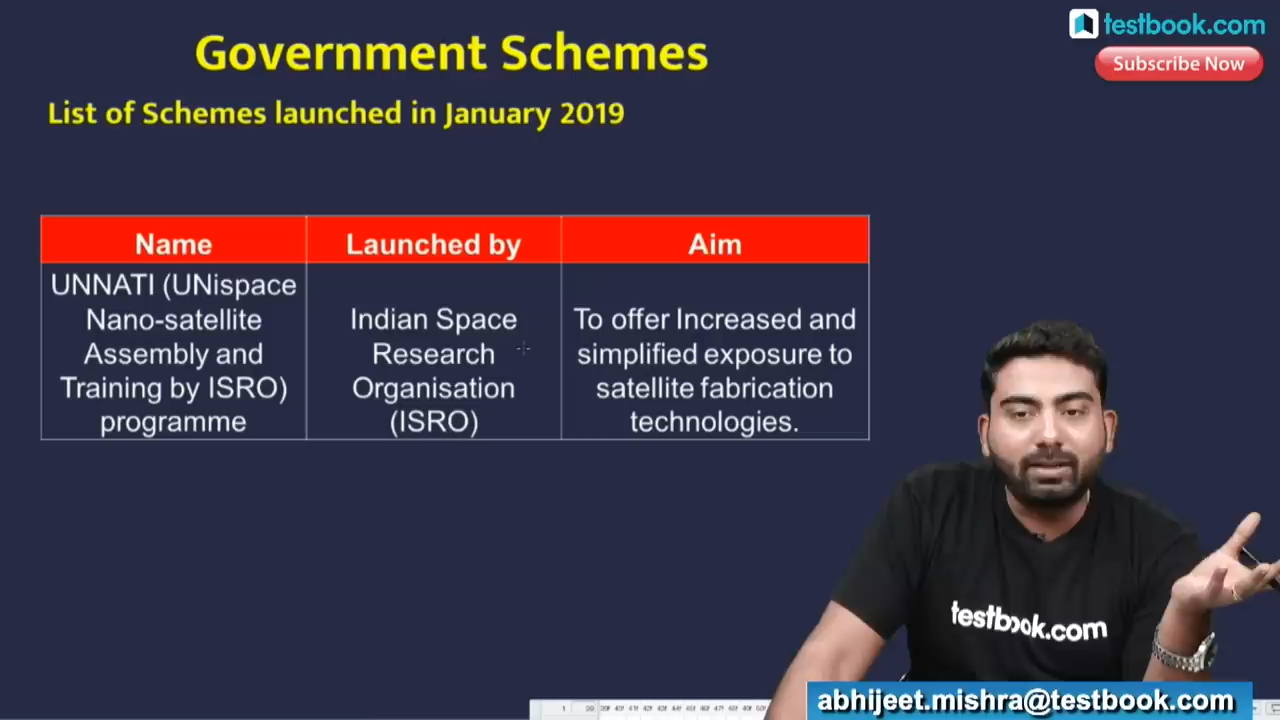 testbook.com
Subscribe Now
Government Schemes
List of Schemes launched in January 2019
Name
Launched by
Aim
UNNATI (UNispace
Nano-satellite
Assembly and
Training by ISRO)
programme
Indian Space
Research
Organisation
(ISRO)
To offer Increased and
simplified exposure to
satellite fabrication
technologies.
testbook.com
abhijeet.mishra@testbook.com